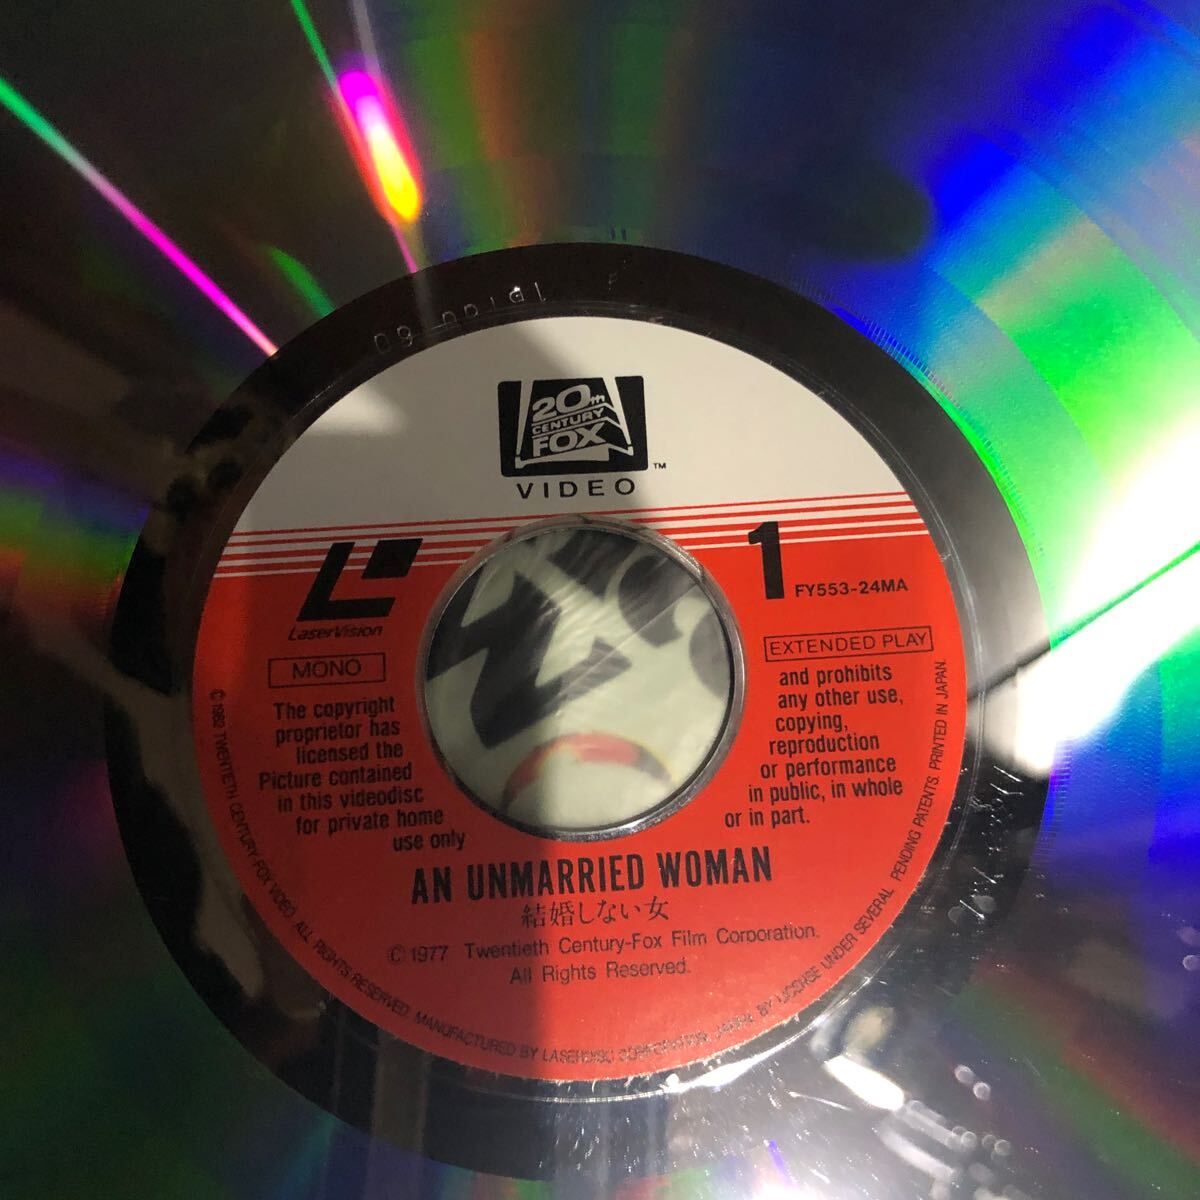 20th
CENTURY
FOX
™
VIDEO
1
FY553-24MA
LaserVision
MONO
EXTENDED PLAY
The copyright
proprietor has
licensed the
Picture contained
in this videodisc
for private home
use only
and prohibits
any other use,
copying,
reproduction
or performance
in public, in whole
or in part.
AN UNMARRIED WOMAN
結婚しない女
© 1977 Twentieth Century-Fox Film Corporation.
All Rights Reserved.
© 1982 TWENTIETH CENTURY-FOX VIDEO. ALL RIGHTS RESERVED. MANUFACTURED BY LASERDISC CORPORATION, JAPAN. BY LICENSE UNDER SEVERAL PENDING PATENTS. PRINTED IN JAPAN.